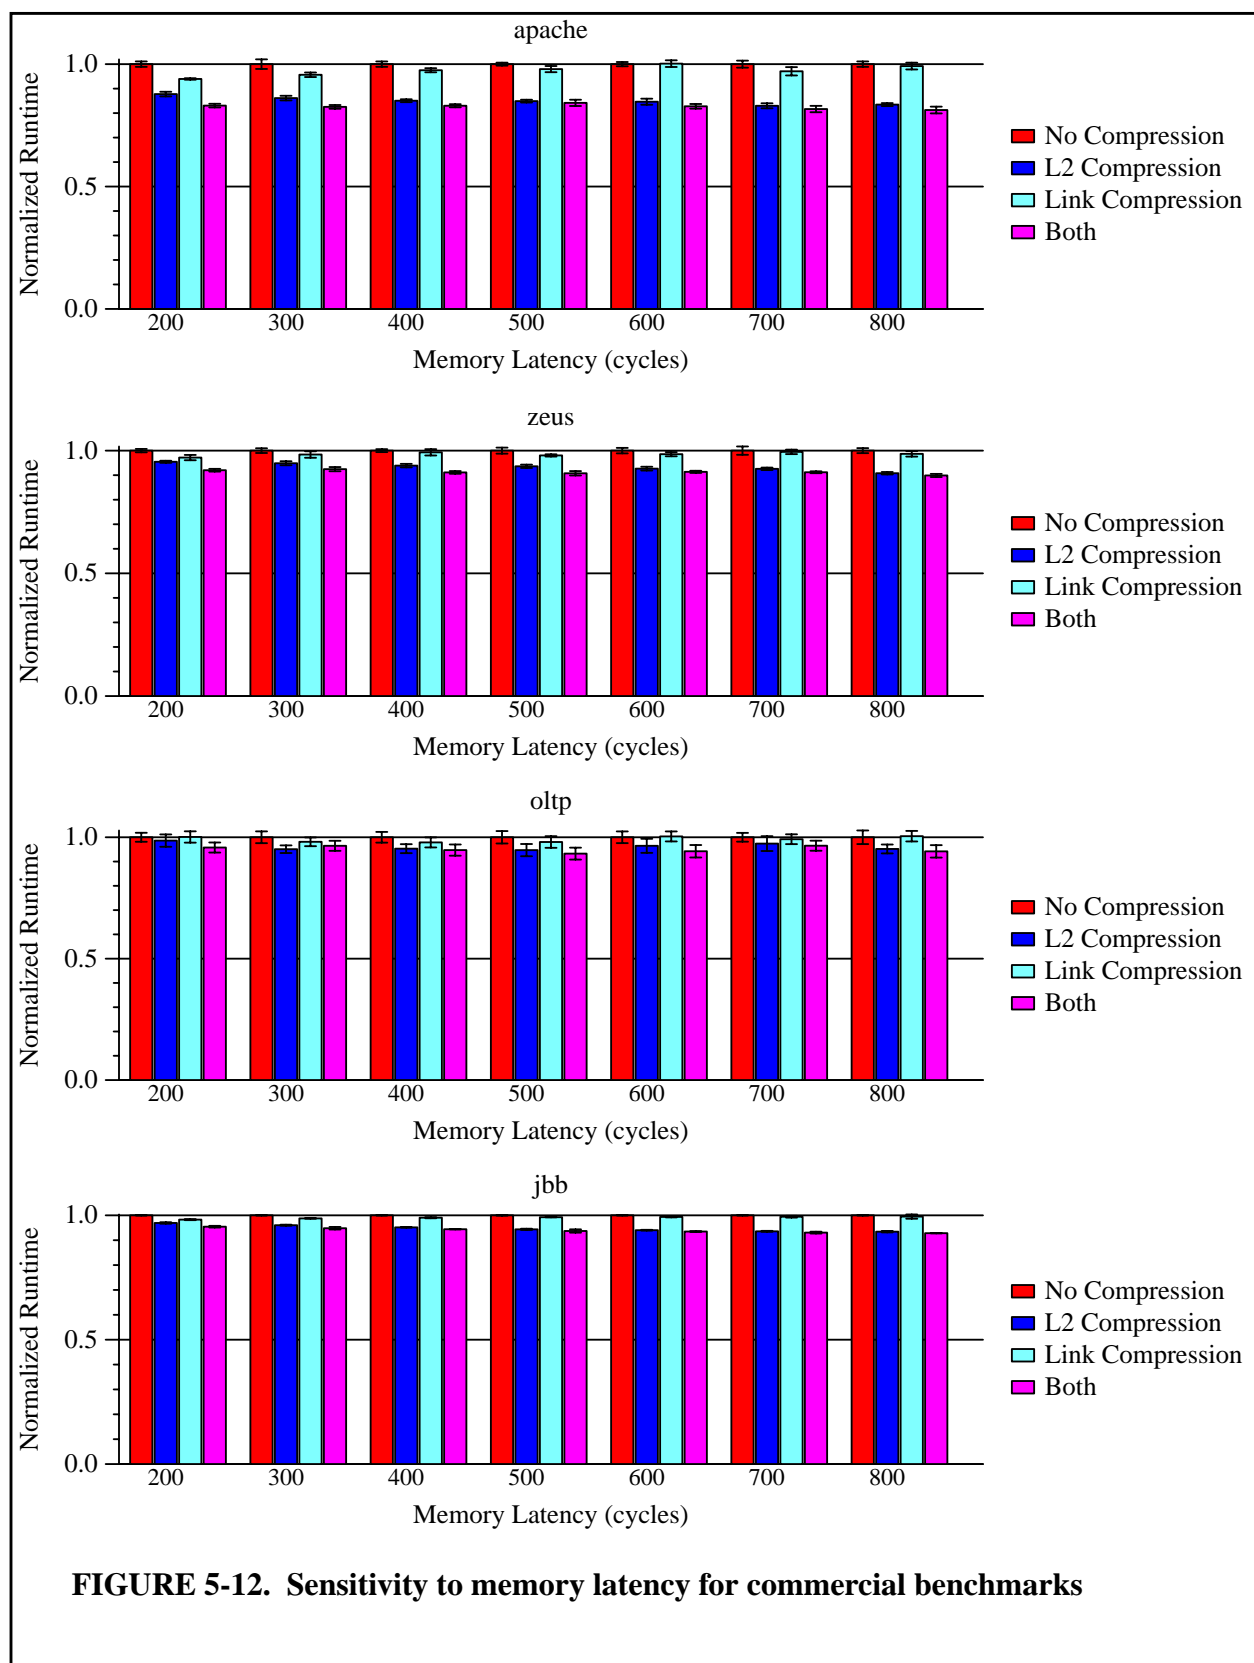 apache
Normalized Runtime
1.0
0.5
0.0
200 300 400 500 600 700 800
Memory Latency (cycles)
No Compression
L2 Compression
Link Compression
Both
zeus
Normalized Runtime
1.0
0.5
0.0
200 300 400 500 600 700 800
Memory Latency (cycles)
No Compression
L2 Compression
Link Compression
Both
oltp
Normalized Runtime
1.0
0.5
0.0
200 300 400 500 600 700 800
Memory Latency (cycles)
No Compression
L2 Compression
Link Compression
Both
jbb
Normalized Runtime
1.0
0.5
0.0
200 300 400 500 600 700 800
Memory Latency (cycles)
No Compression
L2 Compression
Link Compression
Both
FIGURE 5-12. Sensitivity to memory latency for commercial benchmarks